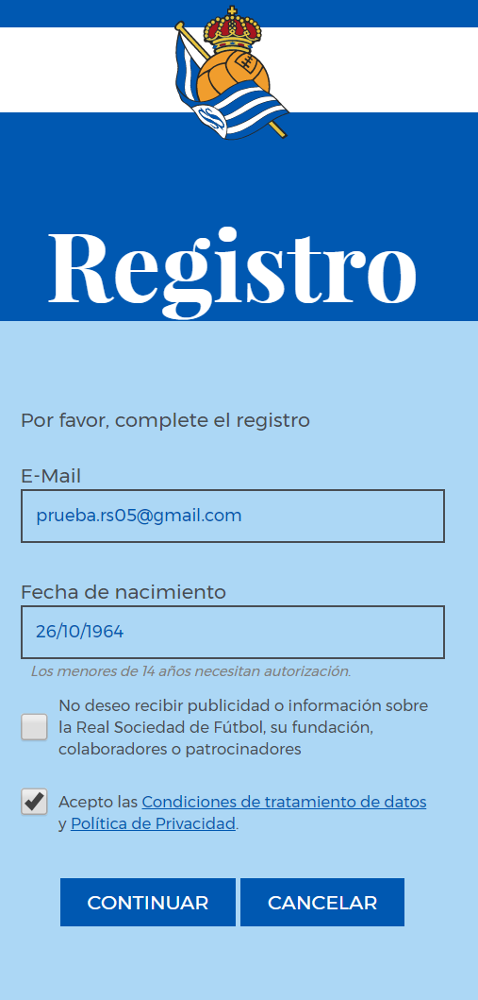 Registro
Por favor, complete el registro
E-Mail
prueba.rs05@gmail.com
Fecha de nacimiento
26/10/1964
Los menores de 14 años necesitan autorización.
No deseo recibir publicidad o información sobre
la Real Sociedad de Fútbol, su fundación,
colaboradores o patrocinadores
Acepto las Condiciones de tratamiento de datos
y Política de Privacidad.
CONTINUAR CANCELAR